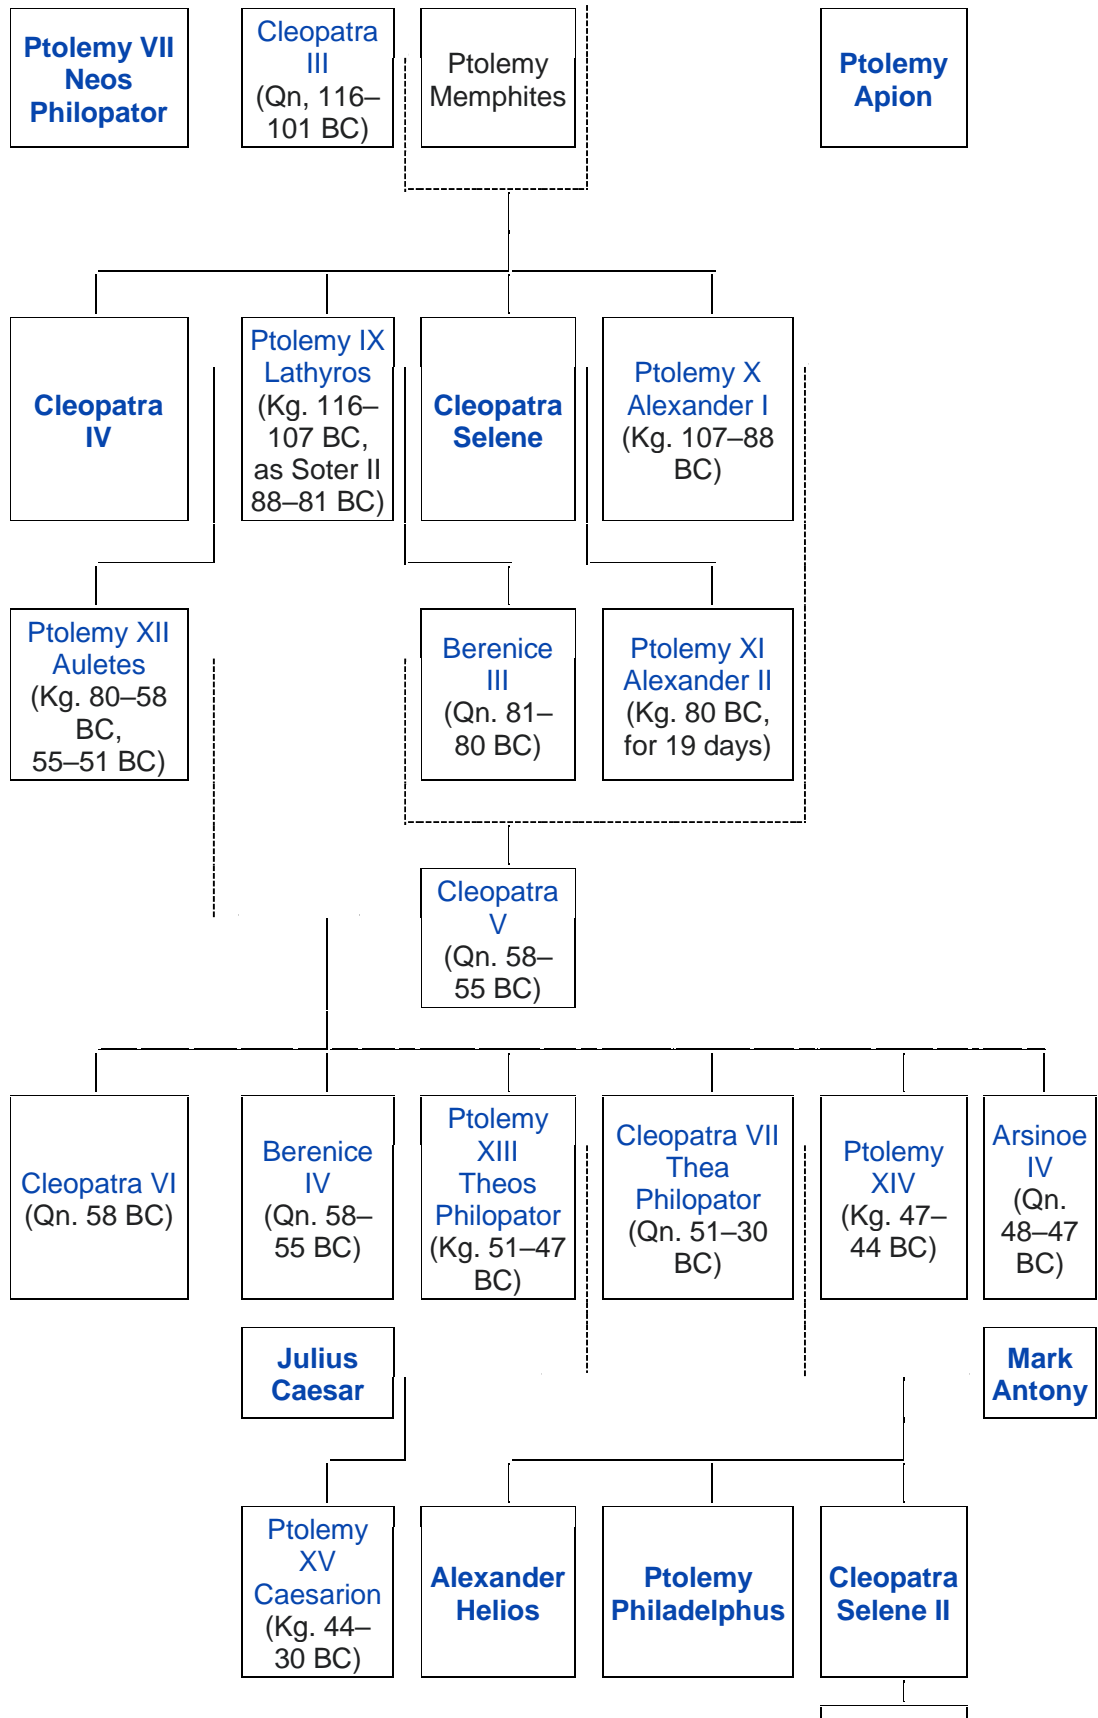 Ptolemy VII
Neos
Philopator
Cleopatra
III
(Qn, 116–
101 BC)
Ptolemy
Memphites
Ptolemy
Apion
Cleopatra
IV
Ptolemy IX
Lathyros
(Kg. 116–
107 BC,
as Soter II
88–81 BC)
Cleopatra
Selene
Ptolemy X
Alexander I
(Kg. 107–88
BC)
Ptolemy XII
Auletes
(Kg. 80–58
BC,
55–51 BC)
Berenice
III
(Qn. 81–
80 BC)
Ptolemy XI
Alexander II
(Kg. 80 BC,
for 19 days)
Cleopatra
V
(Qn. 58–
55 BC)
Cleopatra VI
(Qn. 58 BC)
Berenice
IV
(Qn. 58–
55 BC)
Ptolemy
XIII
Theos
Philopator
(Kg. 51–47
BC)
Cleopatra VII
Thea
Philopator
(Qn. 51–30
BC)
Ptolemy
XIV
(Kg. 47–
44 BC)
Arsinoe
IV
(Qn.
48–47
BC)
Julius
Caesar
Mark
Antony
Ptolemy
XV
Caesarion
(Kg. 44–
30 BC)
Alexander
Helios
Ptolemy
Philadelphus
Cleopatra
Selene II